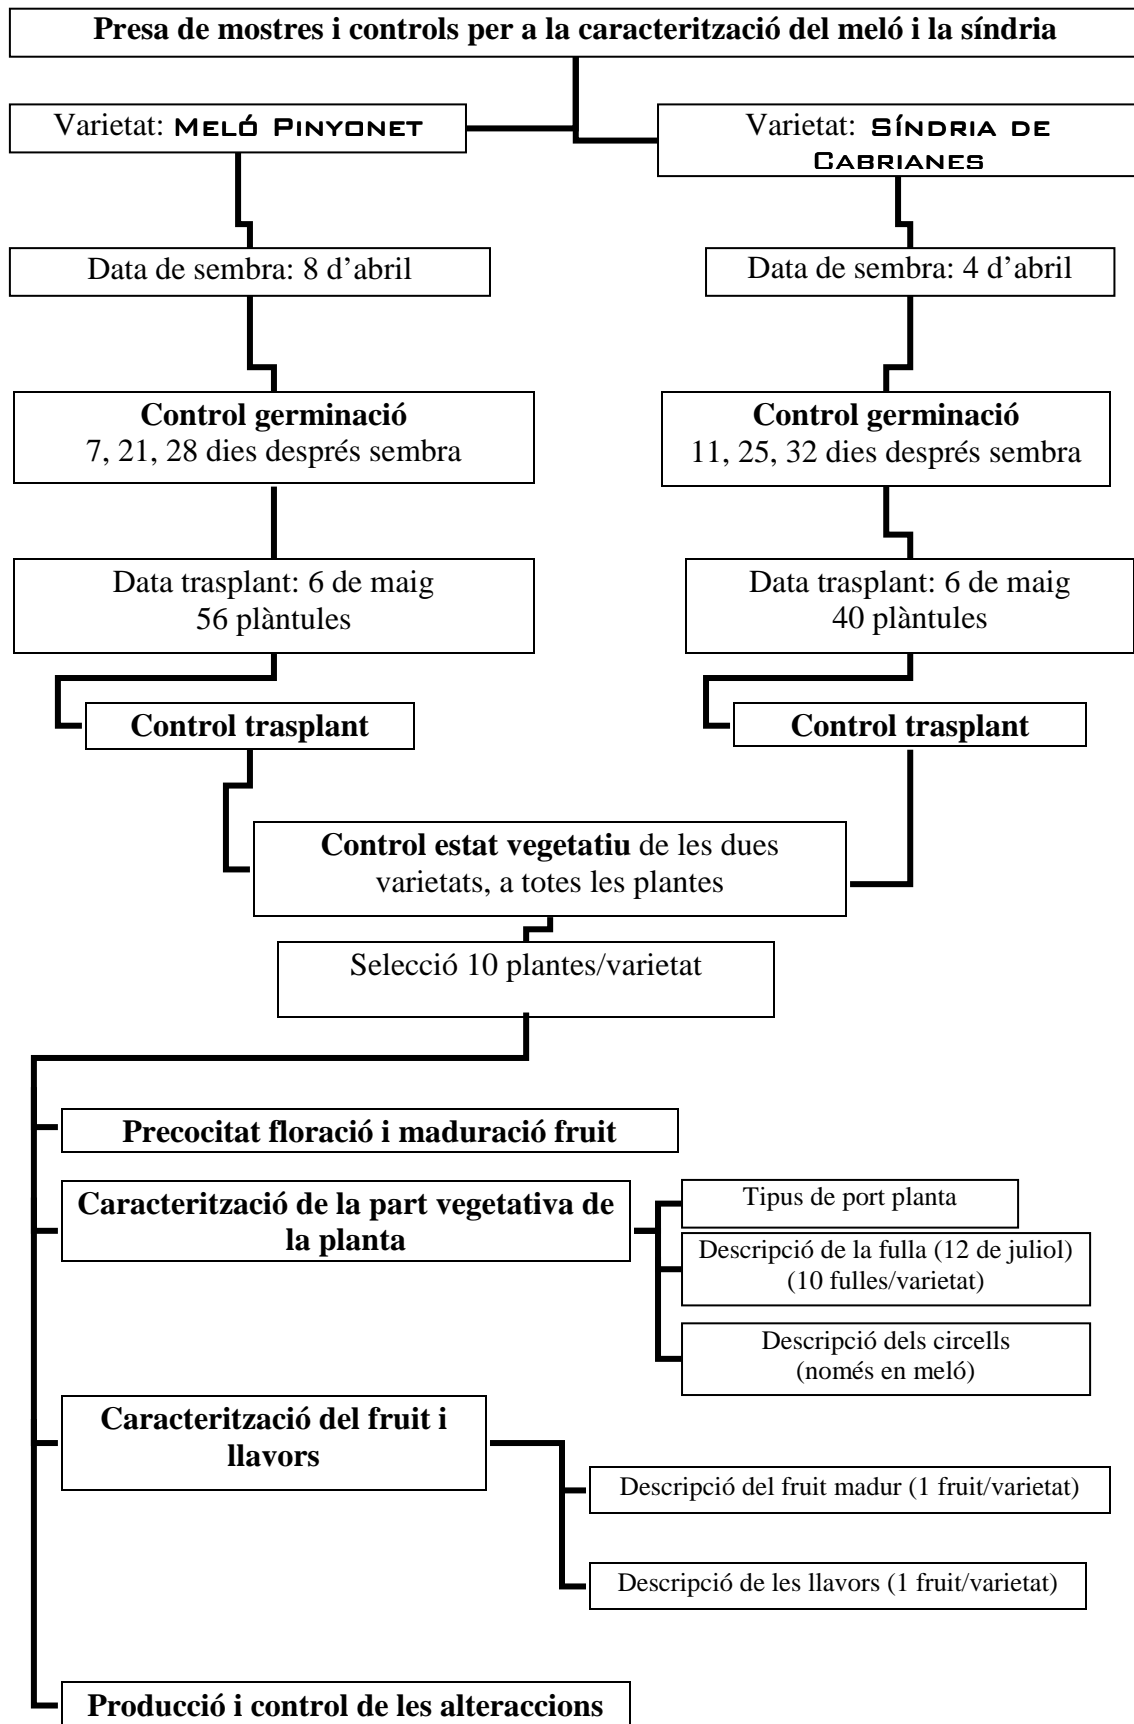 Presa de mostres i controls per a la caracterització del meló i la síndria
Varietat: MELÓ PINYONET
Varietat: SÍNDRIA DE
CABRIANES
Data de sembra: 8 d’abril
Data de sembra: 4 d’abril
Control germinació
7, 21, 28 dies després sembra
Control germinació
11, 25, 32 dies després sembra
Data trasplant: 6 de maig
56 plàntules
Data trasplant: 6 de maig
40 plàntules
Control trasplant
Control trasplant
Control estat vegetatiu de les dues
varietats, a totes les plantes
Selecció 10 plantes/varietat
Precocitat floració i maduració fruit
Caracterització de la part vegetativa de
la planta
Tipus de port planta
Descripció de la fulla (12 de juliol)
(10 fulles/varietat)
Descripció dels circells
(només en meló)
Caracterització del fruit i
llavors
Descripció del fruit madur (1 fruit/varietat)
Descripció de les llavors (1 fruit/varietat)
Producció i control de les alteraccions